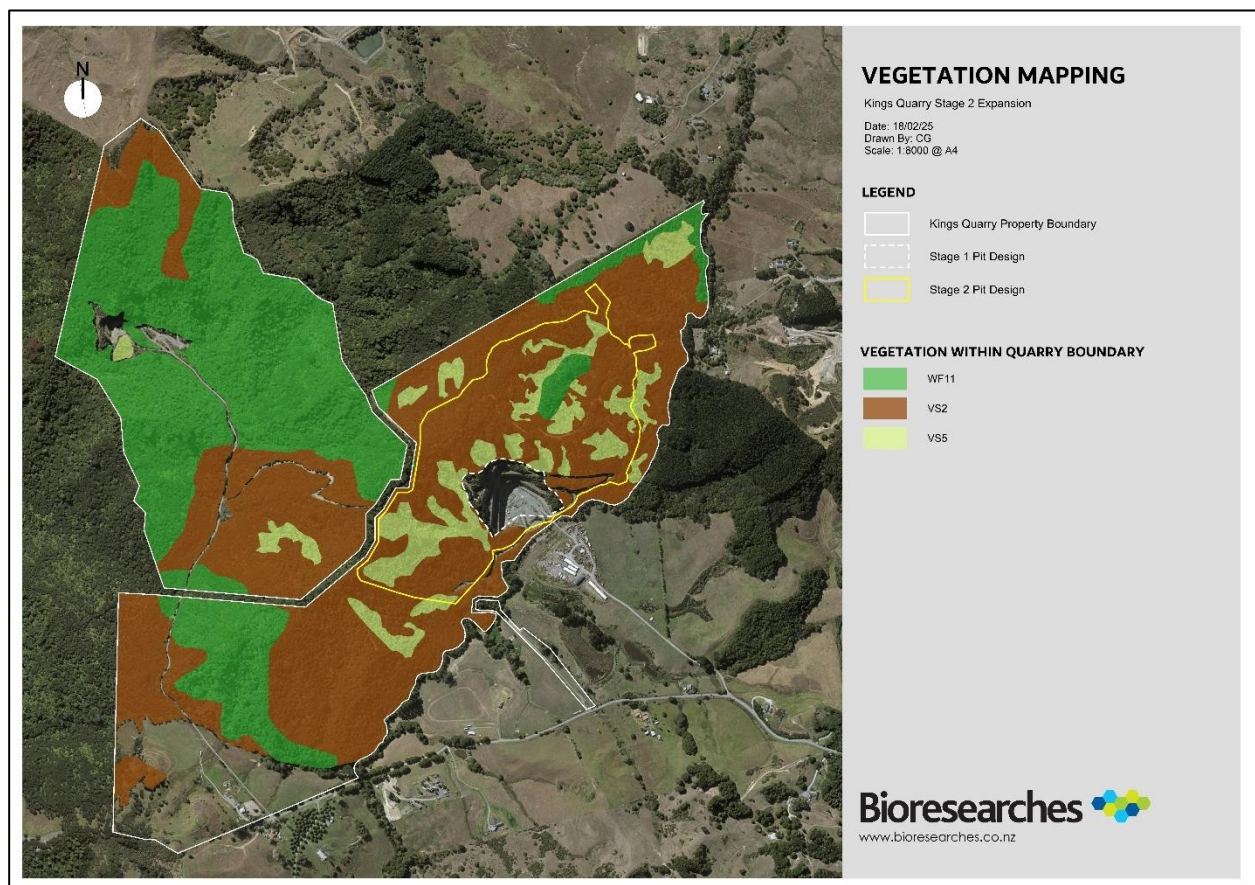 N
VEGETATION MAPPING
Kings Quarry Stage 2 Expansion
Date: 18/02/25
Drawn By: CG
Scale: 1:8000 @ A4
LEGEND
Kings Quarry Property Boundary
Stage 1 Pit Design
Stage 2 Pit Design
VEGETATION WITHIN QUARRY BOUNDARY
WF11
VS2
VS5
Bioresearches
www.bioresearches.co.nz